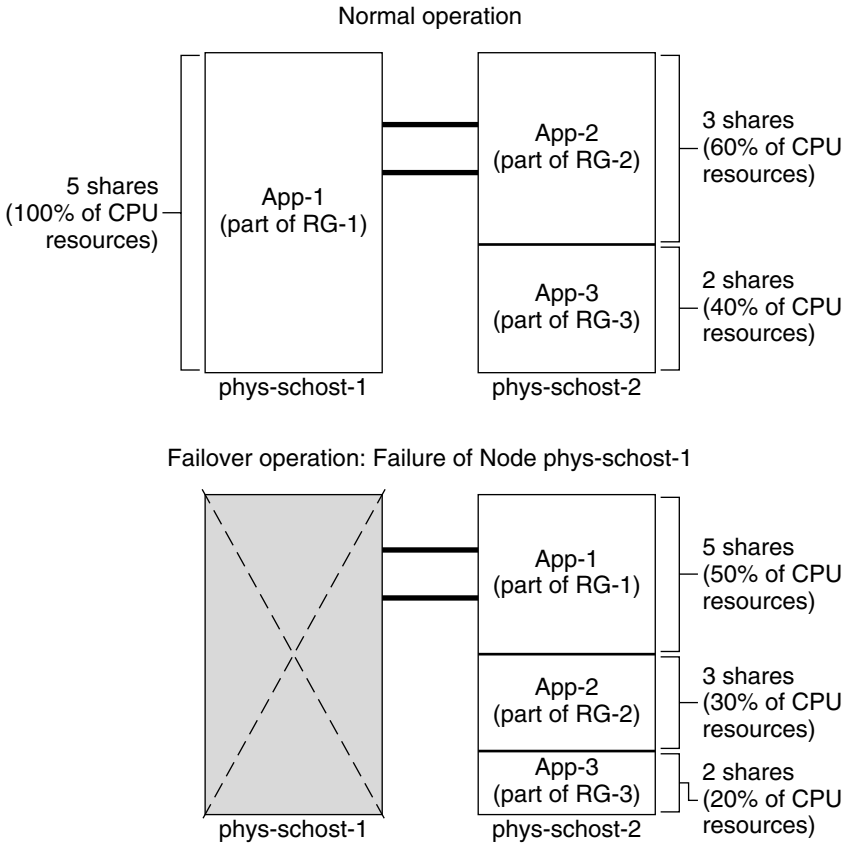 Normal operation
5 shares
(100% of CPU
resources)
App-1
(part of RG-1)
App-2
(part of RG-2)
3 shares
(60% of CPU
resources)
App-3
(part of RG-3)
2 shares
(40% of CPU
resources)
phys-schost-1
phys-schost-2
Failover operation: Failure of Node phys-schost-1
App-1
(part of RG-1)
5 shares
(50% of CPU
resources)
App-2
(part of RG-2)
3 shares
(30% of CPU
resources)
App-3
(part of RG-3)
2 shares
(20% of CPU
resources)
phys-schost-1
phys-schost-2